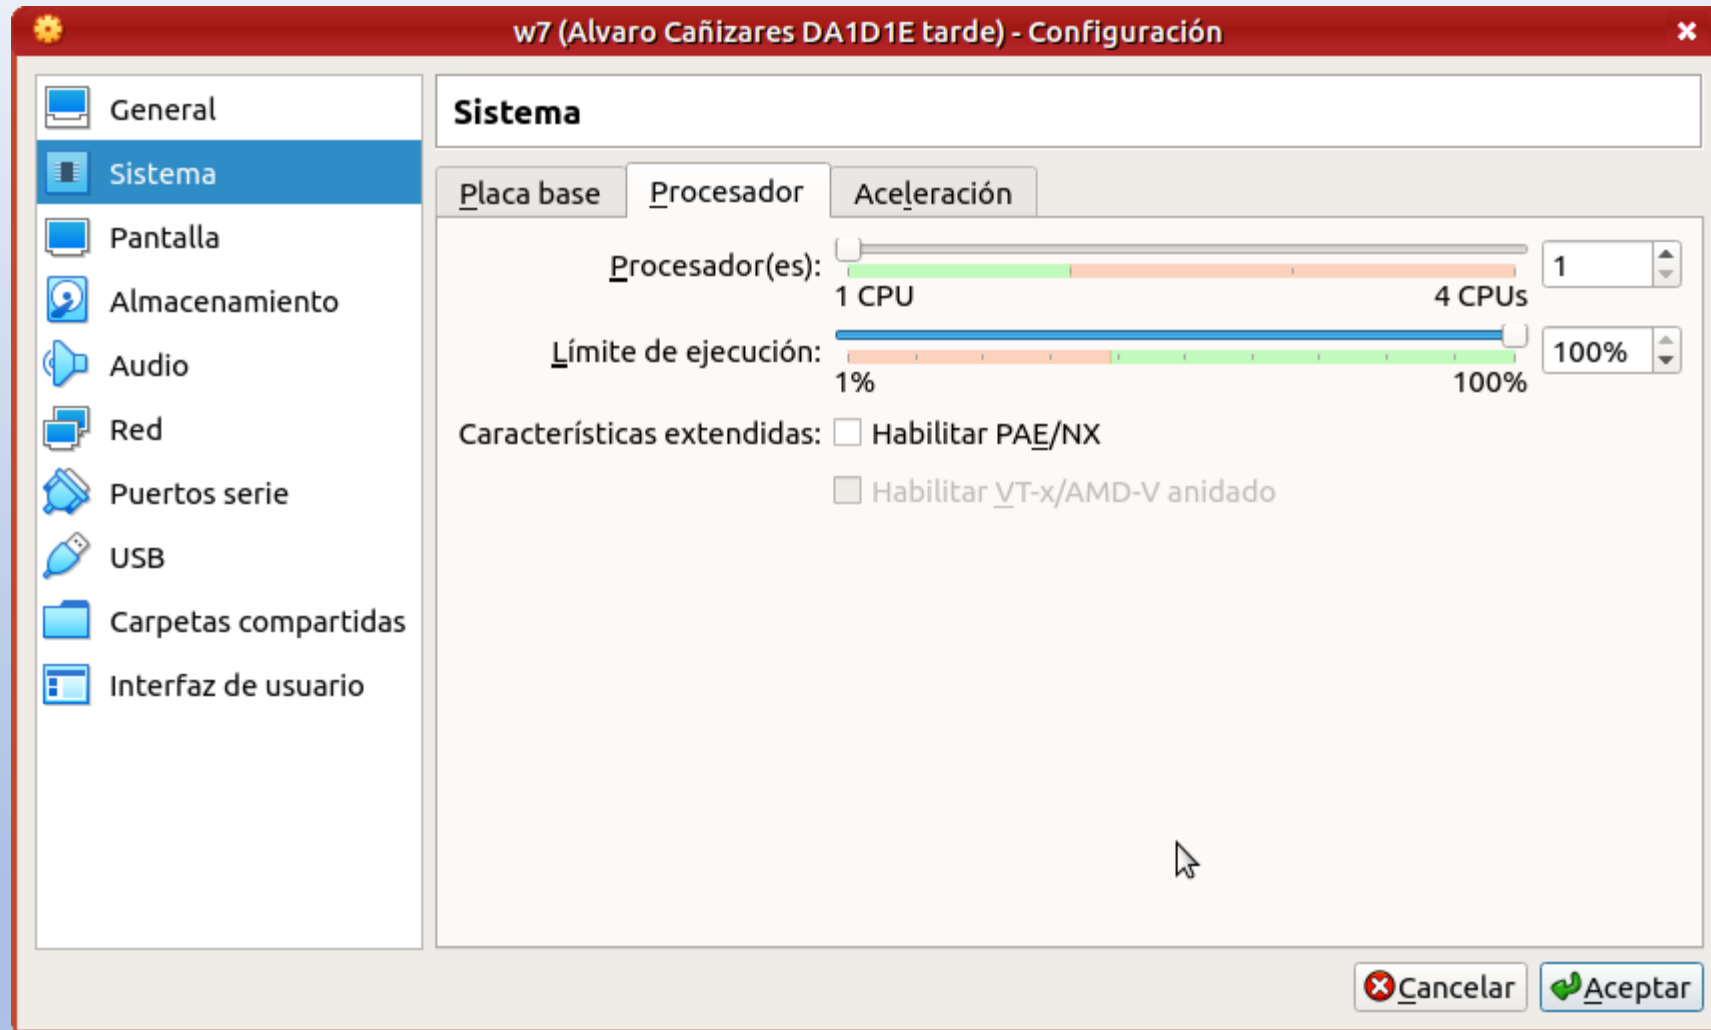 w7 (Alvaro Cañizares DA1D1E tarde) - Configuración
General
Sistema
Pantalla
Almacenamiento
Audio
Red
Puertos serie
USB
Carpetas compartidas
Interfaz de usuario
Sistema
Placa base Procesador Aceleración
Procesador(es): 1
1 CPU 4 CPUs
Límite de ejecución: 100%
1% 100%
Características extendidas: Habilitar PAE/NX
Habilitar VT-x/AMD-V anidado
Cancelar Aceptar